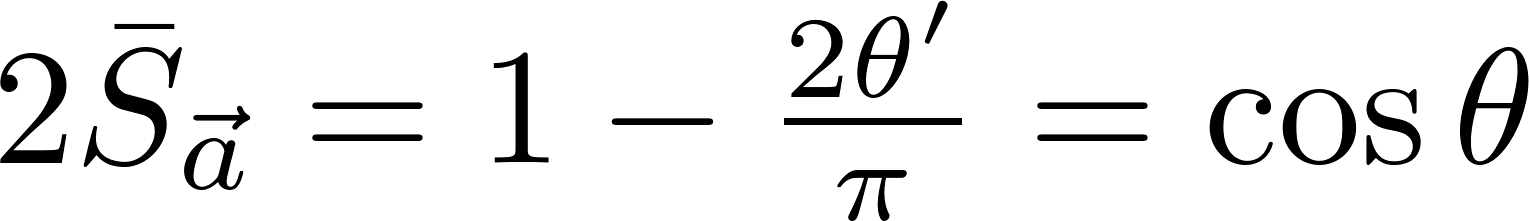 $2\bar{S}_{\vec{a}} = 1 - \frac{2\theta'}{\pi} = \cos\theta$